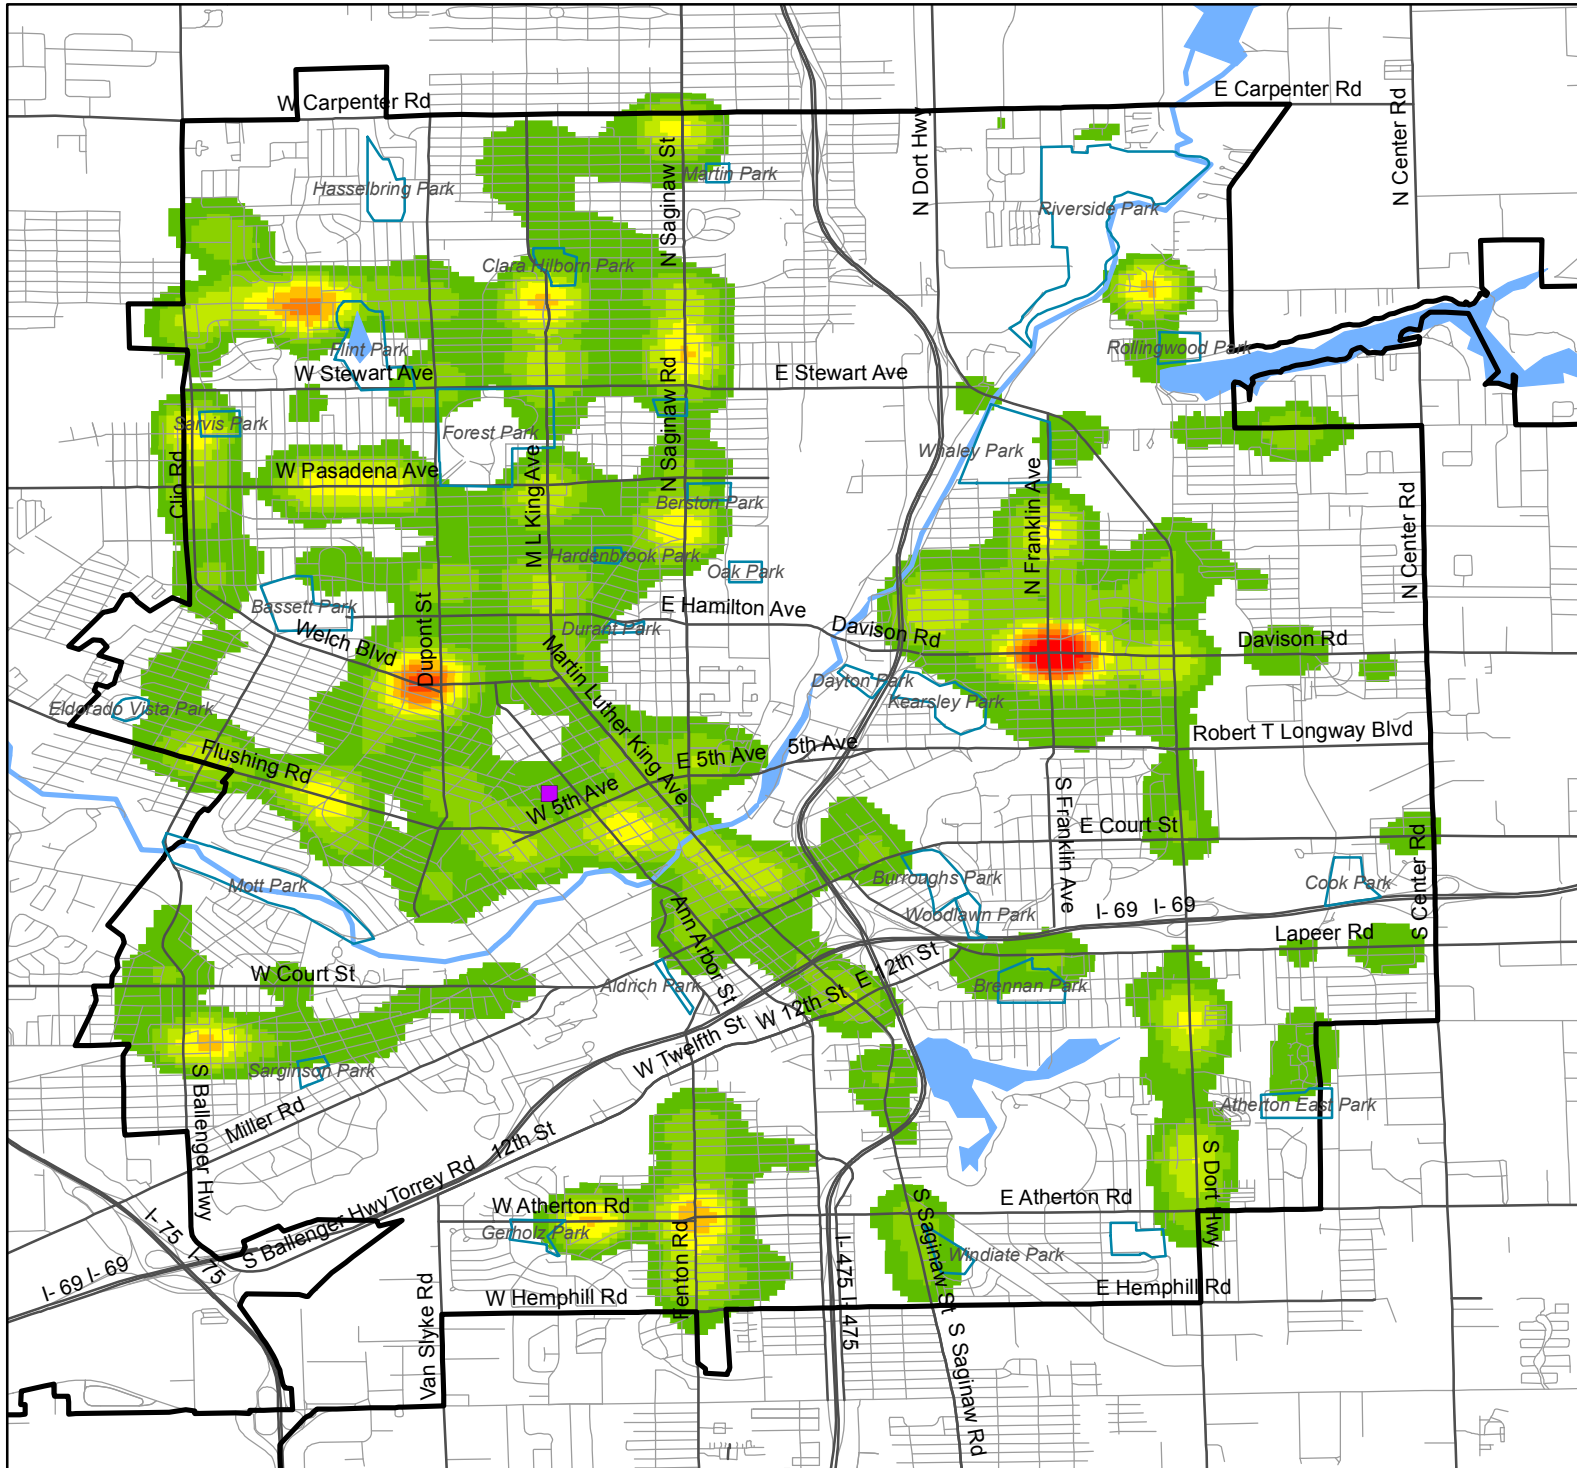 W Carpenter Rd
E Carpenter Rd
N Dort Hwy
N Center Rd
N Saginaw St
Martin Park
Hasselbring Park
Riverside Park
Clara Hilborn Park
Flint Park
Rollingwood Park
W Stewart Ave
E Stewart Ave
N Saginaw Rd
Sarvis Park
Forest Park
Whaley Park
W Pasadena Ave
Clio Rd
M L King Ave
Berston Park
N Franklin Ave
N Center Rd
Hardenbrook Park
Oak Park
Bassett Park
E Hamilton Ave
Durant Park
Davison Rd
Davison Rd
Welch Blvd
Dupont St
Martin Luther King Ave
Dayton Park
Kearsley Park
Eldorado Vista Park
Flushing Rd
E 5th Ave
5th Ave
Robert T Longway Blvd
W 5th Ave
S Franklin Ave
E Court St
Mott Park
Burroughs Park
Cook Park
Woodlawn Park
I- 69
I- 69
S Center Rd
Ann Arbor St
Lapeer Rd
W Court St
E 12th St
Aldrich Park
Brennan Park
W 12th St
W Twelfth St
Sarginson Park
S Ballenger Hwy
Miller Rd
Atherton East Park
12th St
S Dort Hwy
Torrey Rd
S Ballenger Hwy
W Atherton Rd
E Atherton Rd
Gerholz Park
Fenton Rd
S Saginaw St
Windiate Park
I- 75
I- 75
I- 69
I- 69
I- 475
I- 475
W Hemphill Rd
E Hemphill Rd
Van Slyke Rd
S Saginaw Rd